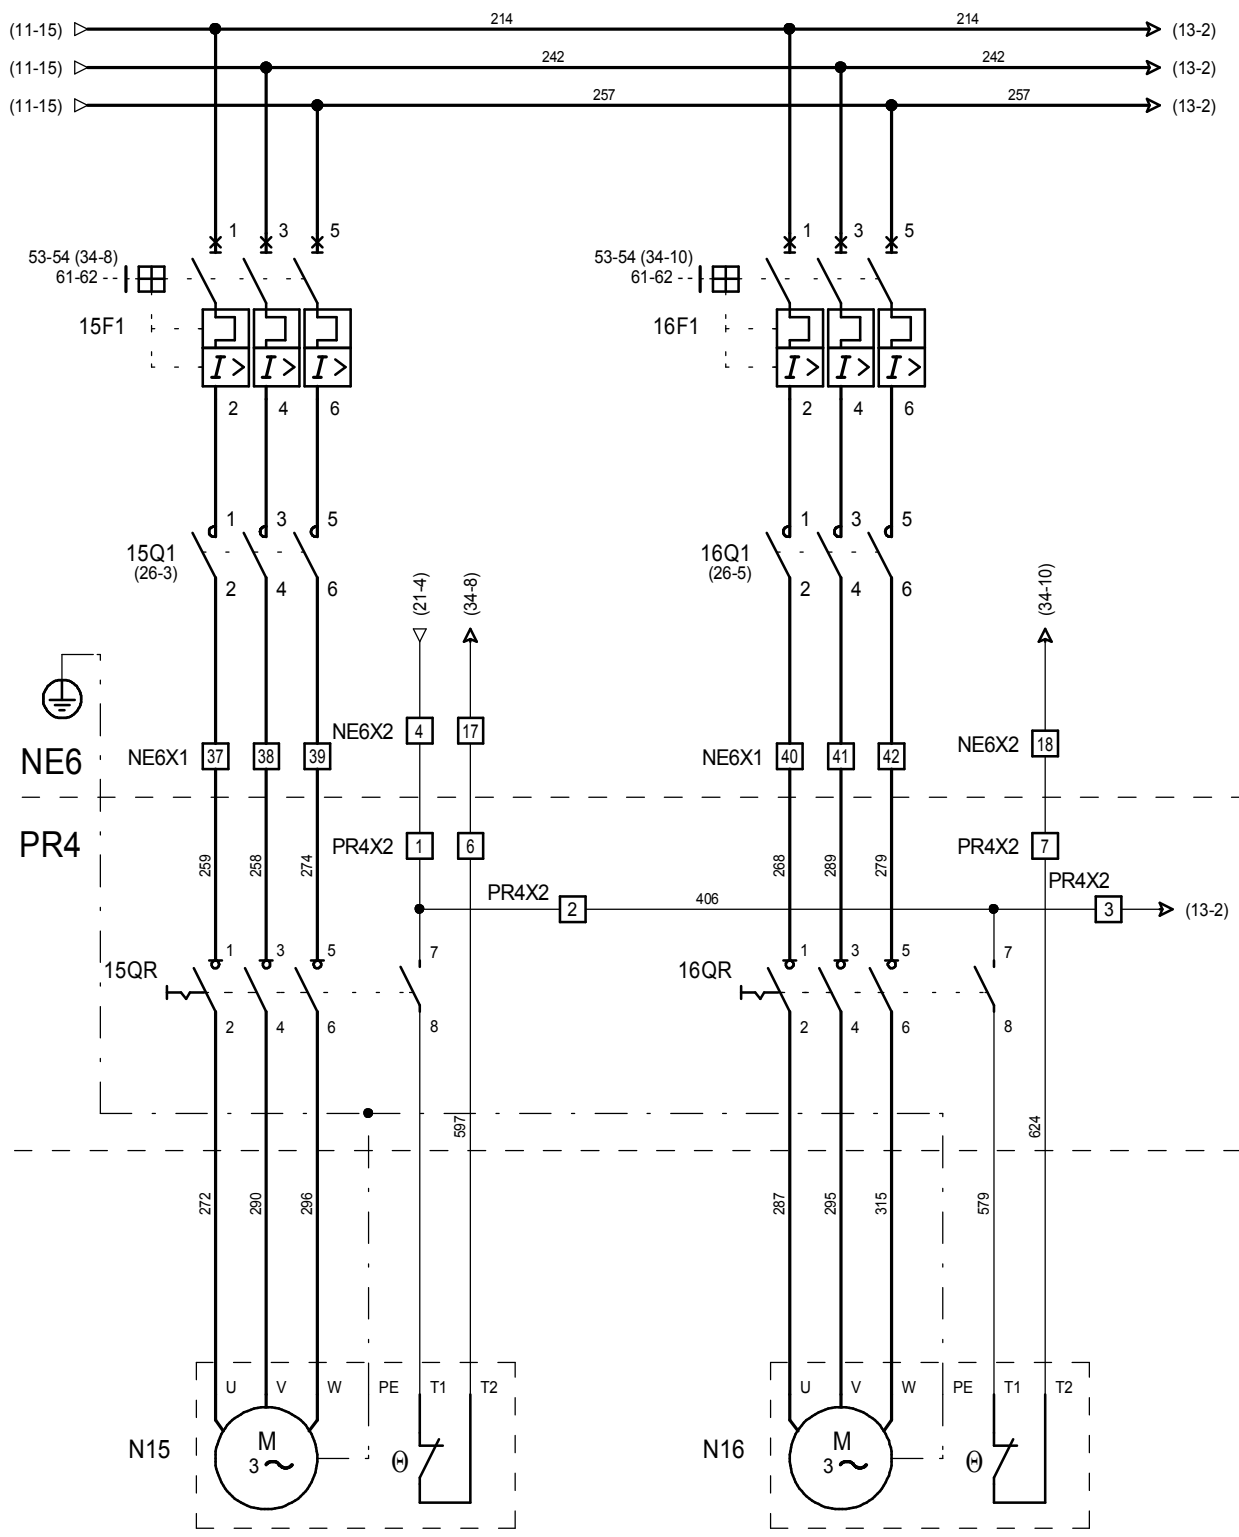 (11-15) 214 214 (13-2)
(11-15) 242 242 (13-2)
(11-15) 257 257 (13-2)
1 3 5 1 3 5
53-54 (34-8) 53-54 (34-10)
61-62 61-62
15F1 16F1
I > I > I > I > I > I >
2 4 6 2 4 6
1 3 5 1 3 5
15Q1 16Q1
(26-3) (26-5)
2 4 6 (21-4) (34-8) 2 4 6 (34-10)
NE6X2 4 17 NE6X2 18
NE6 NE6X1 37 38 39 NE6X1 40 41 42
PR4 PR4X2 1 6 PR4X2 7
259 258 274 268 289 279
PR4X2 PR4X2
2 406 3 (13-2)
1 3 5 7 1 3 5 7
15QR 16QR
2 4 6 8 2 4 6 8
597 624
272 290 296 287 295 315 579
U V W PE T1 T2 U V W PE T1 T2
N15 M Θ N16 M Θ
3 3